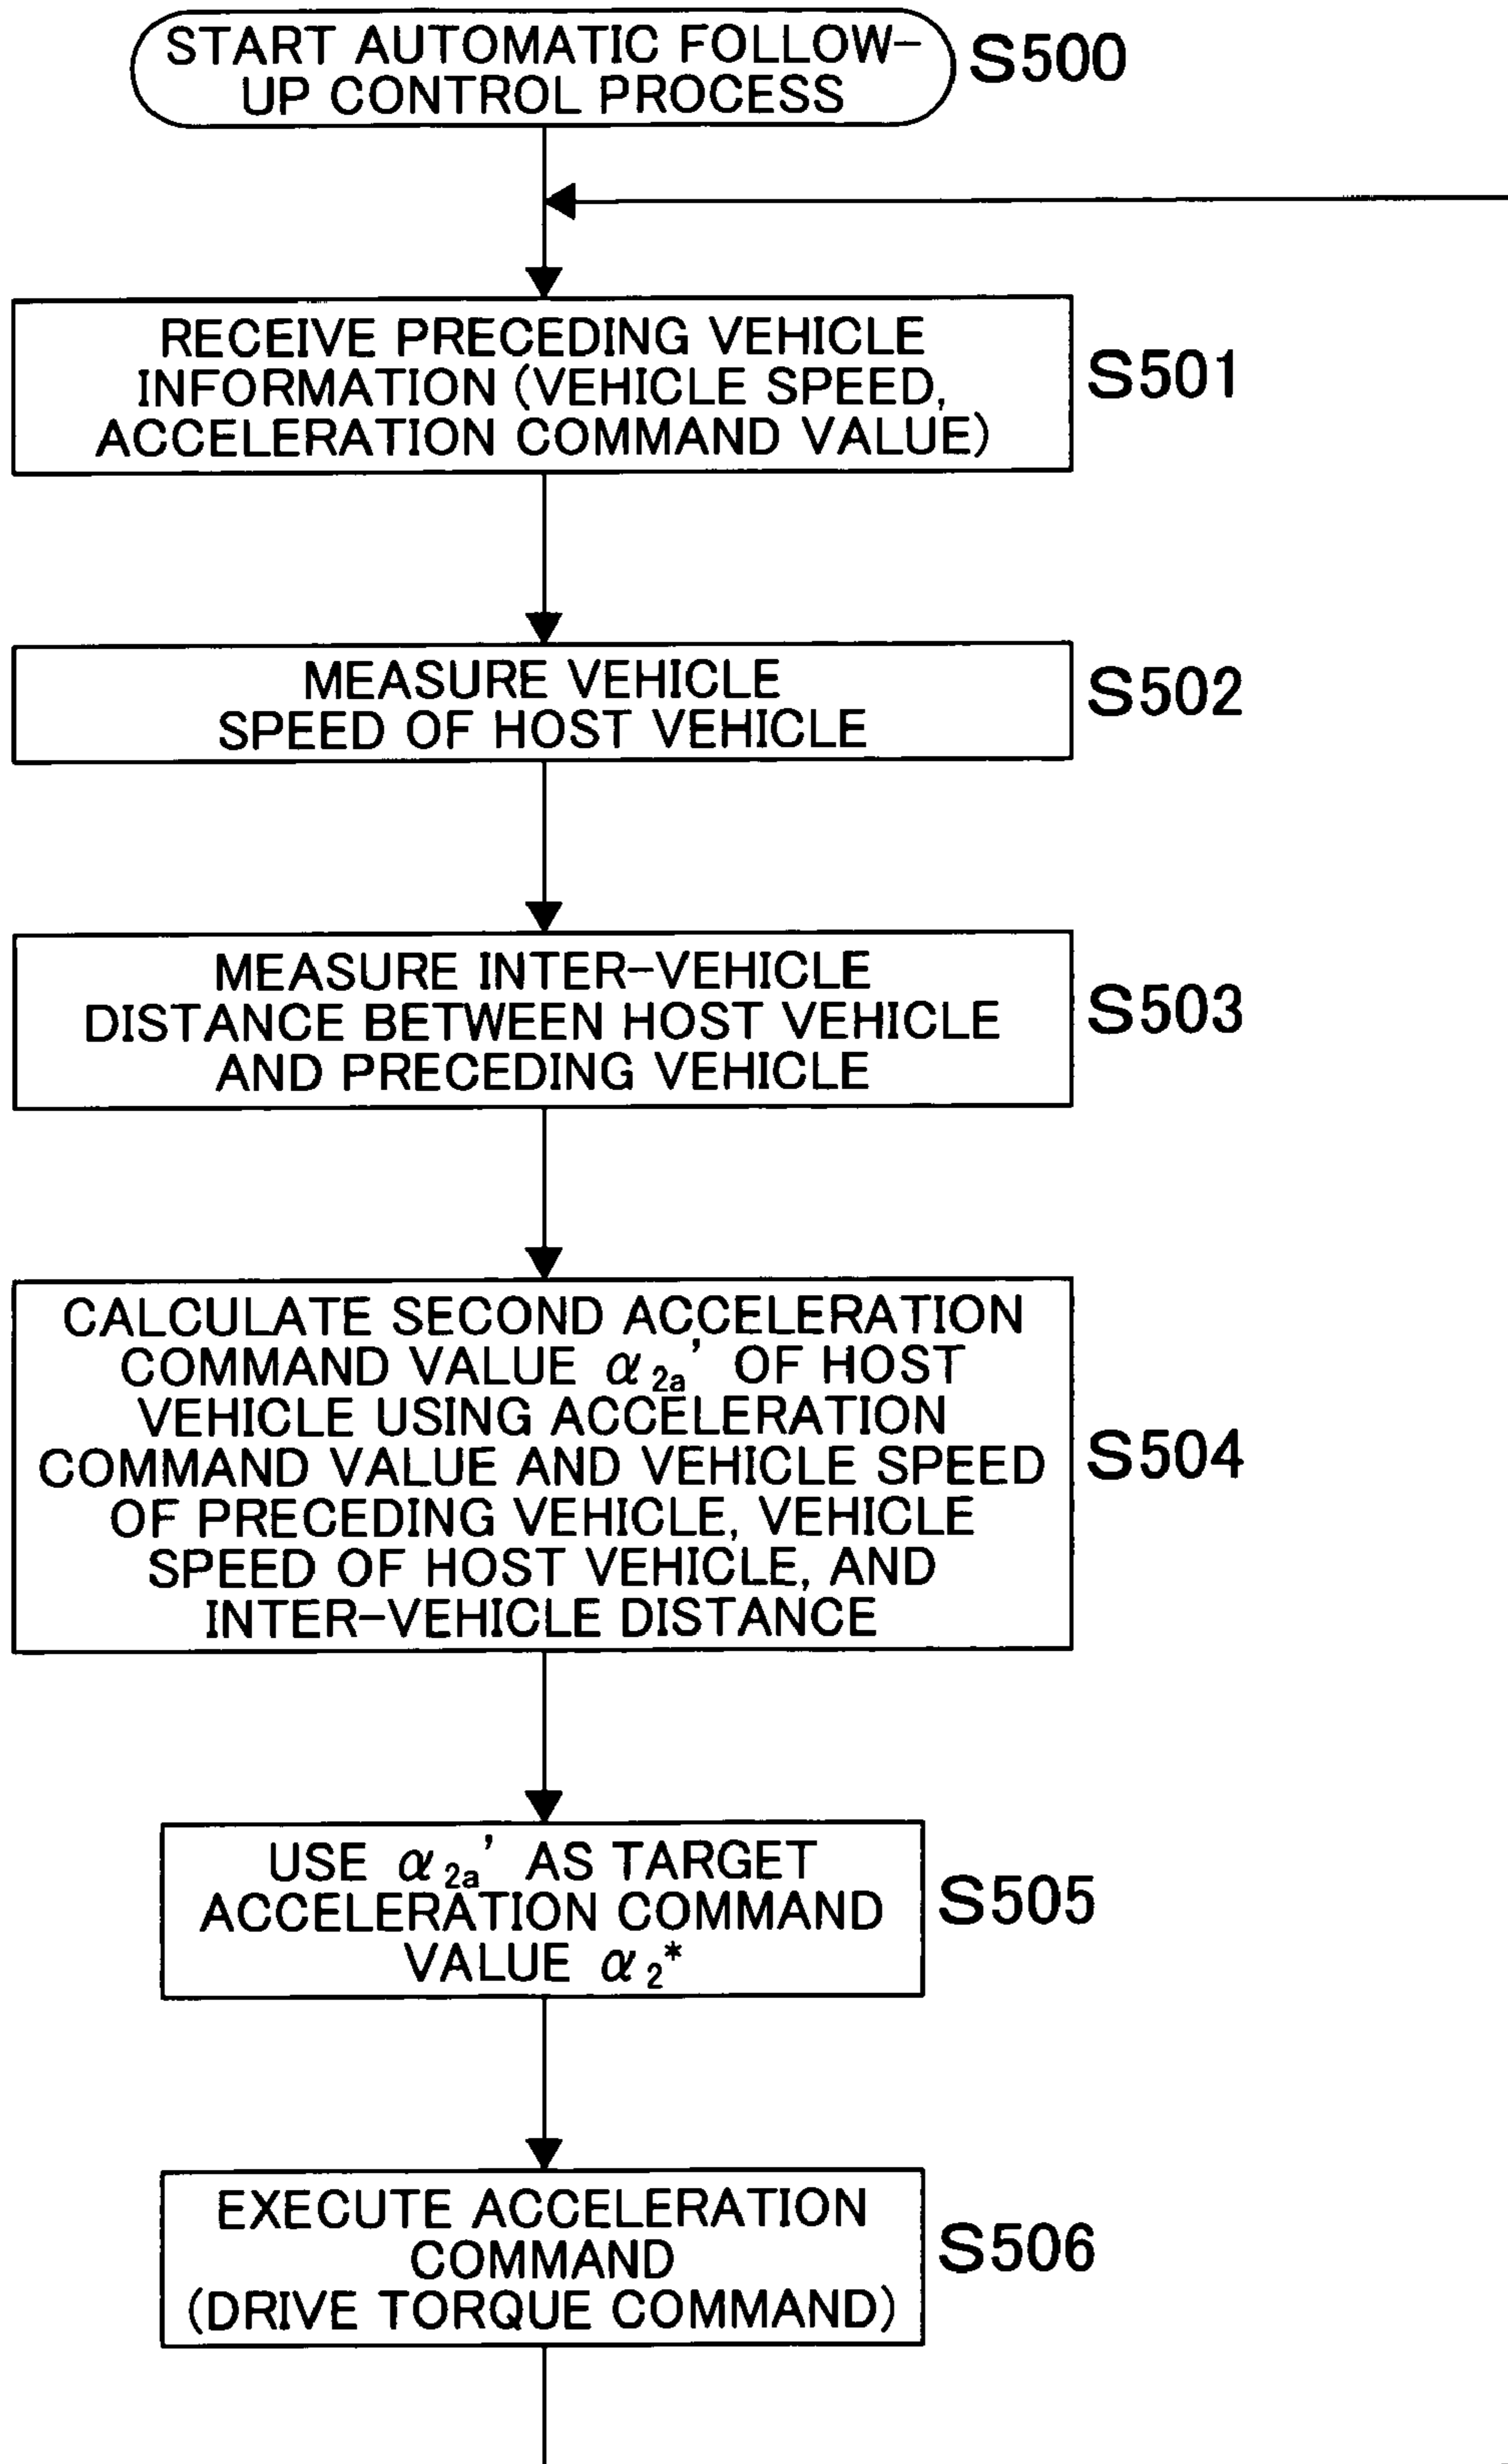 START AUTOMATIC FOLLOW-
UP CONTROL PROCESS
S500
RECEIVE PRECEDING VEHICLE
INFORMATION (VEHICLE SPEED,
ACCELERATION COMMAND VALUE)
S501
MEASURE VEHICLE
SPEED OF HOST VEHICLE
S502
MEASURE INTER-VEHICLE
DISTANCE BETWEEN HOST VEHICLE
AND PRECEDING VEHICLE
S503
CALCULATE SECOND ACCELERATION
COMMAND VALUE α2a' OF HOST
VEHICLE USING ACCELERATION
COMMAND VALUE AND VEHICLE SPEED
OF PRECEDING VEHICLE, VEHICLE
SPEED OF HOST VEHICLE, AND
INTER-VEHICLE DISTANCE
S504
USE α2a' AS TARGET
ACCELERATION COMMAND
VALUE α2*
S505
EXECUTE ACCELERATION
COMMAND
(DRIVE TORQUE COMMAND)
S506